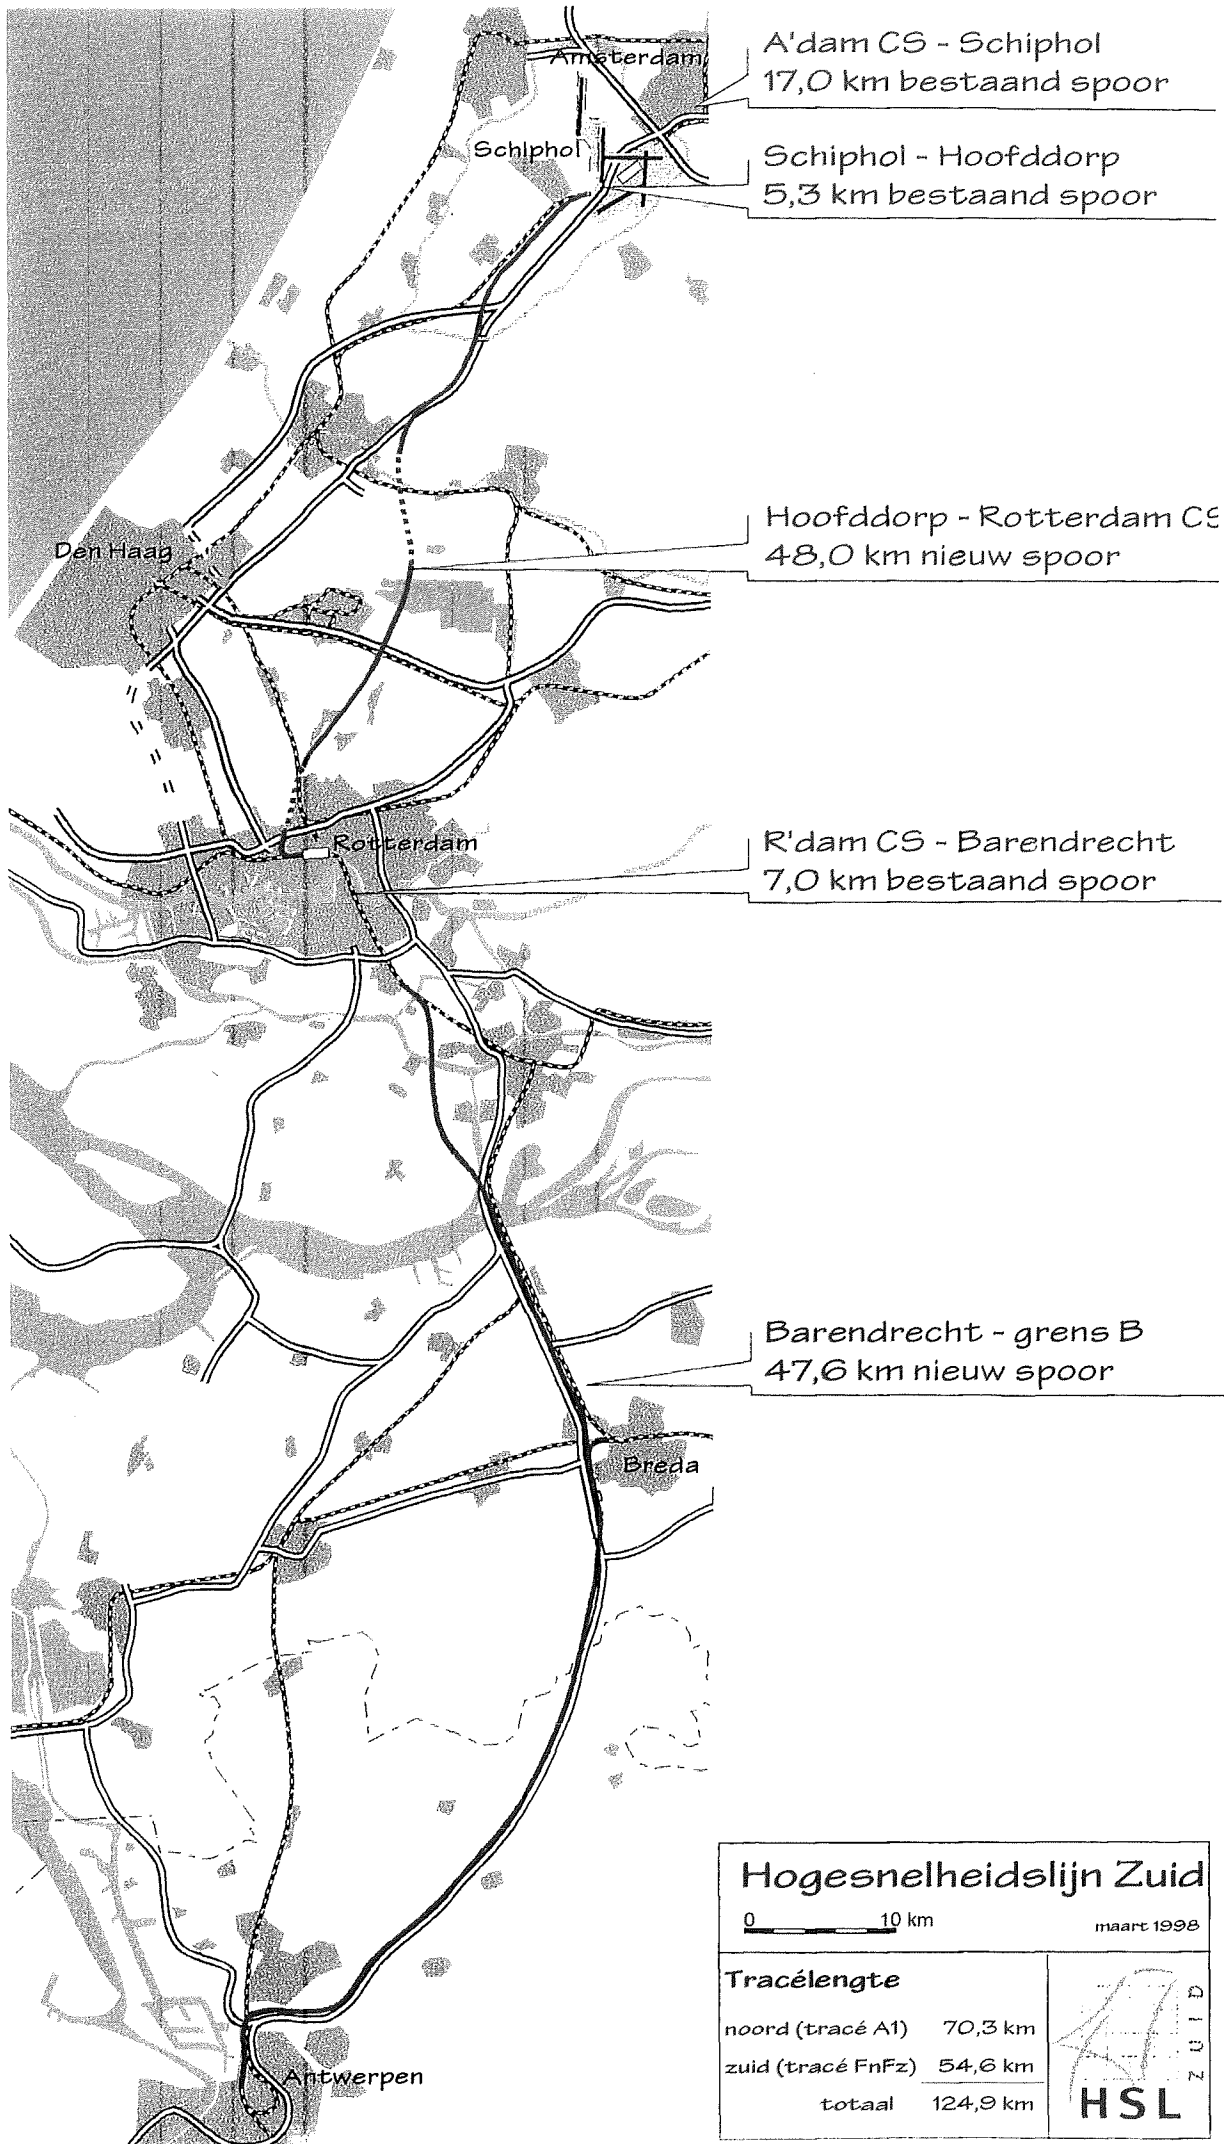 A'dam CS - Schiphol
17,0 km bestaand spoor
Amsterdam
Schiphol
Schiphol - Hoofddorp
5,3 km bestaand spoor
Hoofddorp - Rotterdam CS
48,0 km nieuw spoor
Den Haag
Rotterdam
R'dam CS - Barendrecht
7,0 km bestaand spoor
Barendrecht - grens B
47,6 km nieuw spoor
Breda
Antwerpen
Hogesnelheidslijn Zuid
0 10 km
maart 1998
Tracélengte
noord (tracé A1) 70,3 km
zuid (tracé FnFz) 54,6 km
totaal 124,9 km
ZUID
HSL